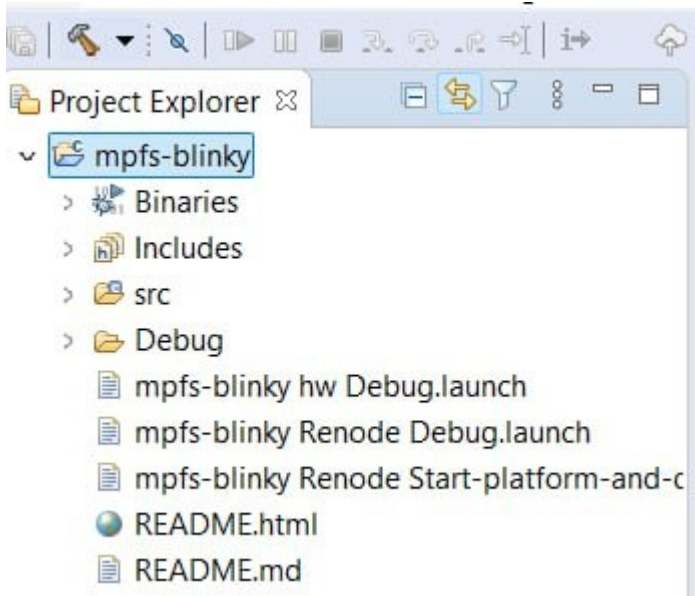 Project Explorer
mpfs-blinky
Binaries
Includes
src
Debug
mpfs-blinky hw Debug.launch
mpfs-blinky Renode Debug.launch
mpfs-blinky Renode Start-platform-and-
README.html
README.md